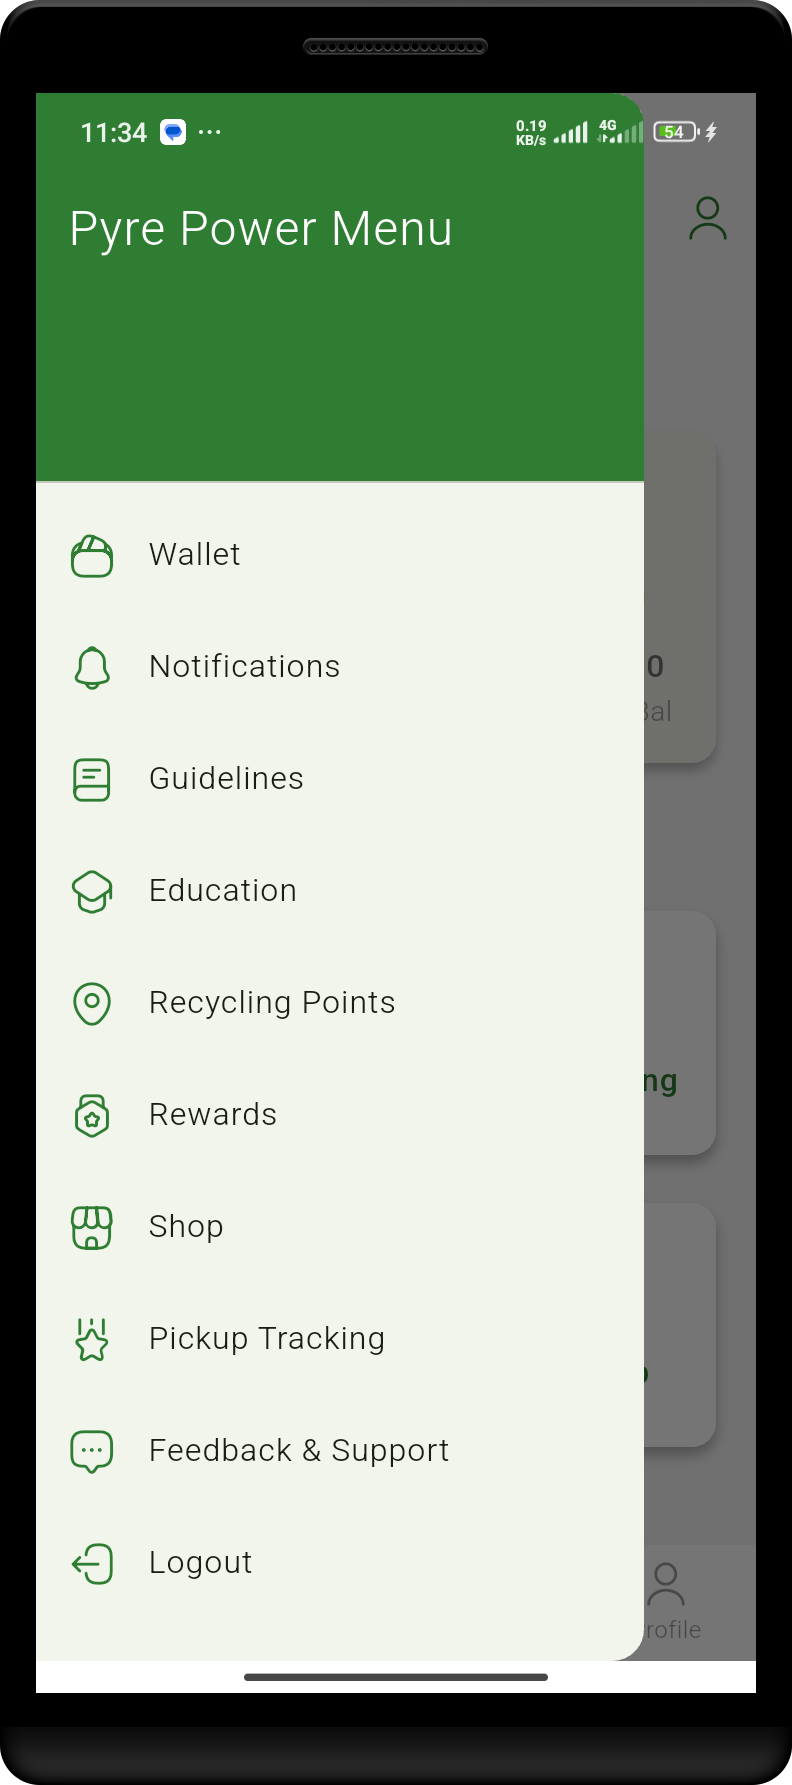 11:34
0.19
KB/s
4G
54
Pyre Power Menu
Wallet
Notifications
0
Bal
Guidelines
Education
Recycling Points
ng
Rewards
Shop
Pickup Tracking
Feedback & Support
Logout
rofile